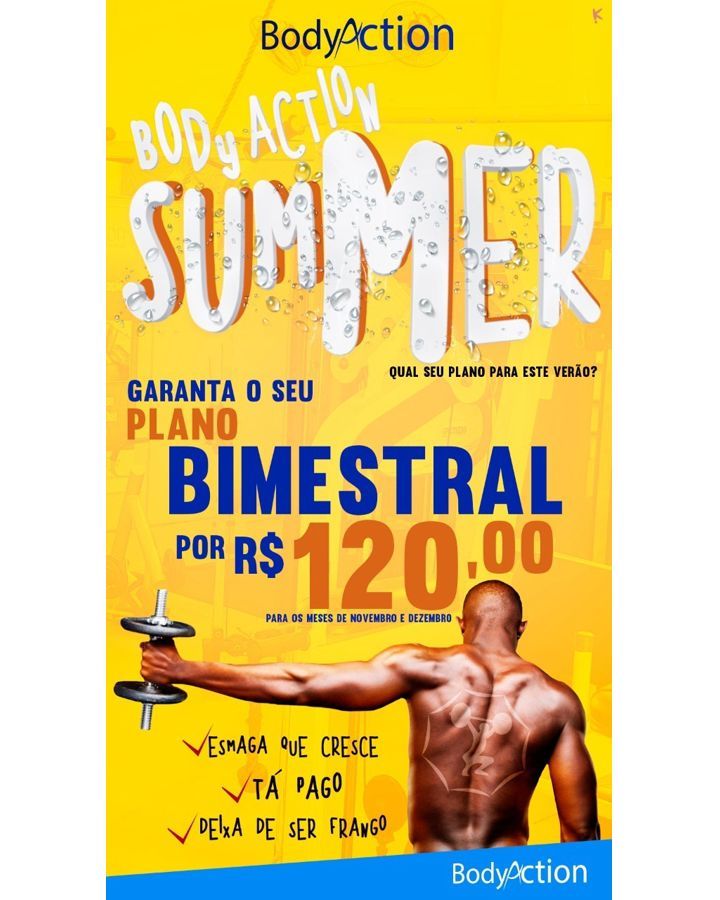 BodyAction
BODY ACTION
SUMMER
QUAL SEU PLANO PARA ESTE VERÃO?
GARANTA O SEU
PLANO
BIMESTRAL
POR R$ 120,00
PARA OS MESES DE NOVEMBRO E DEZEMBRO
ESMAGA QUE CRESCE
TÁ PAGO
DEIXA DE SER FRANGO
BodyAction